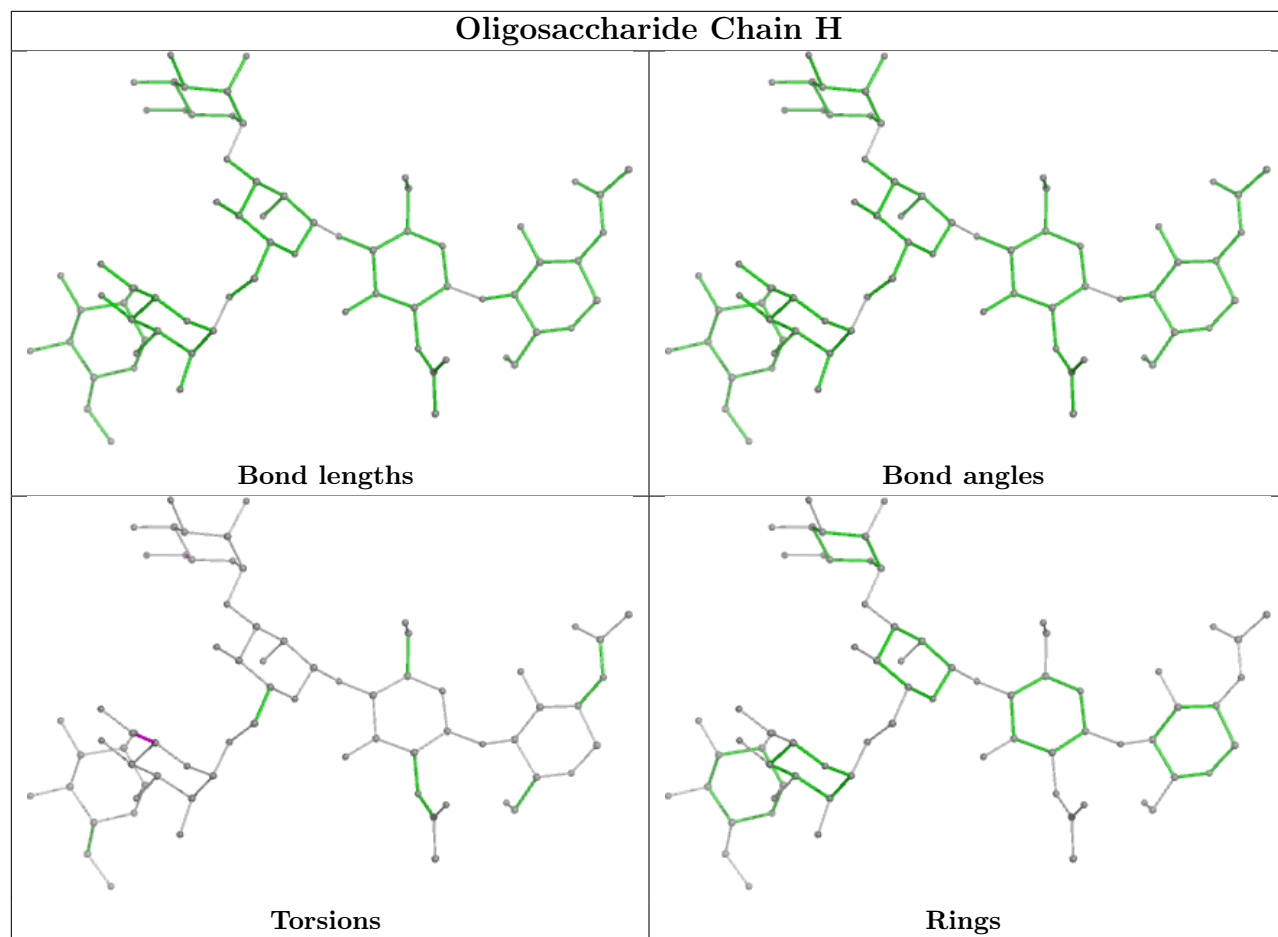 Oligosaccharide Chain H
Bond lengths
Bond angles
Torsions
Rings